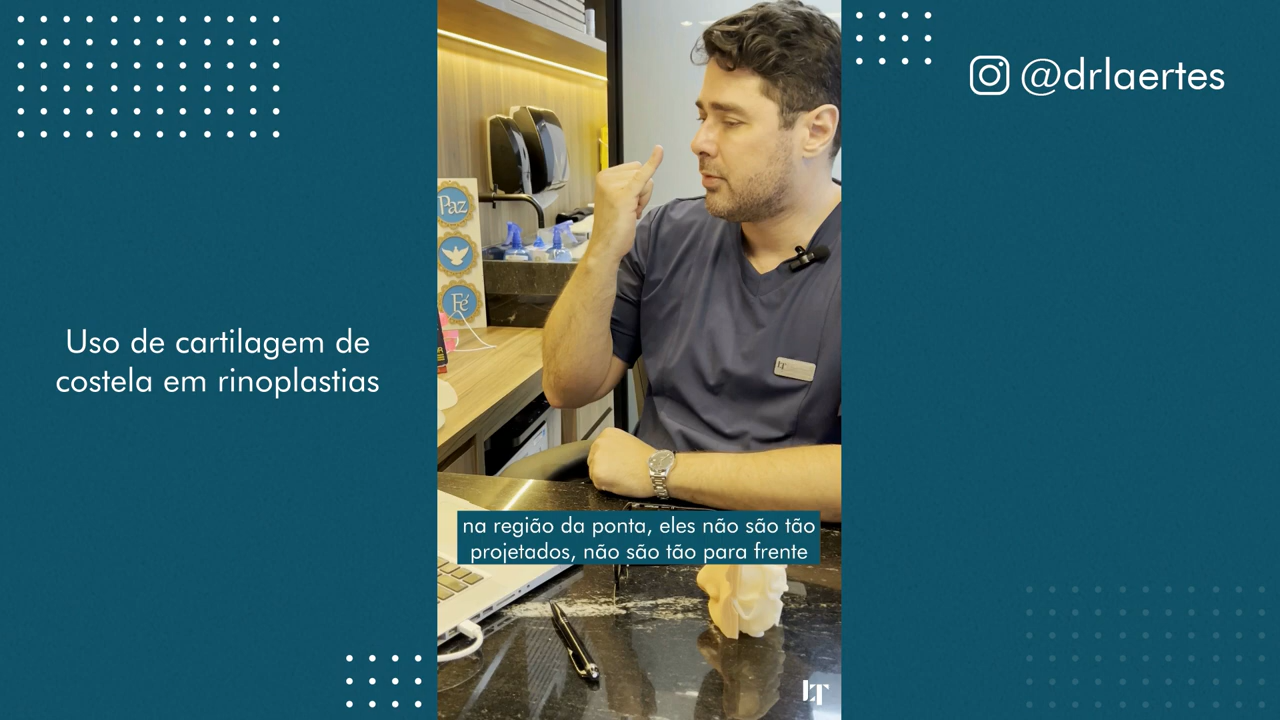 @drlaertes
Uso de cartilagem de
costela em rinoplastias
Paz
Fé
na região da ponta, eles não são tão
projetados, não são tão para frente
LT